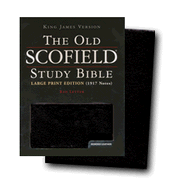 KING JAMES VERSION
THE OLD
SCOFIELD
STUDY BIBLE
LARGE PRINT EDITION (1917 Notes)